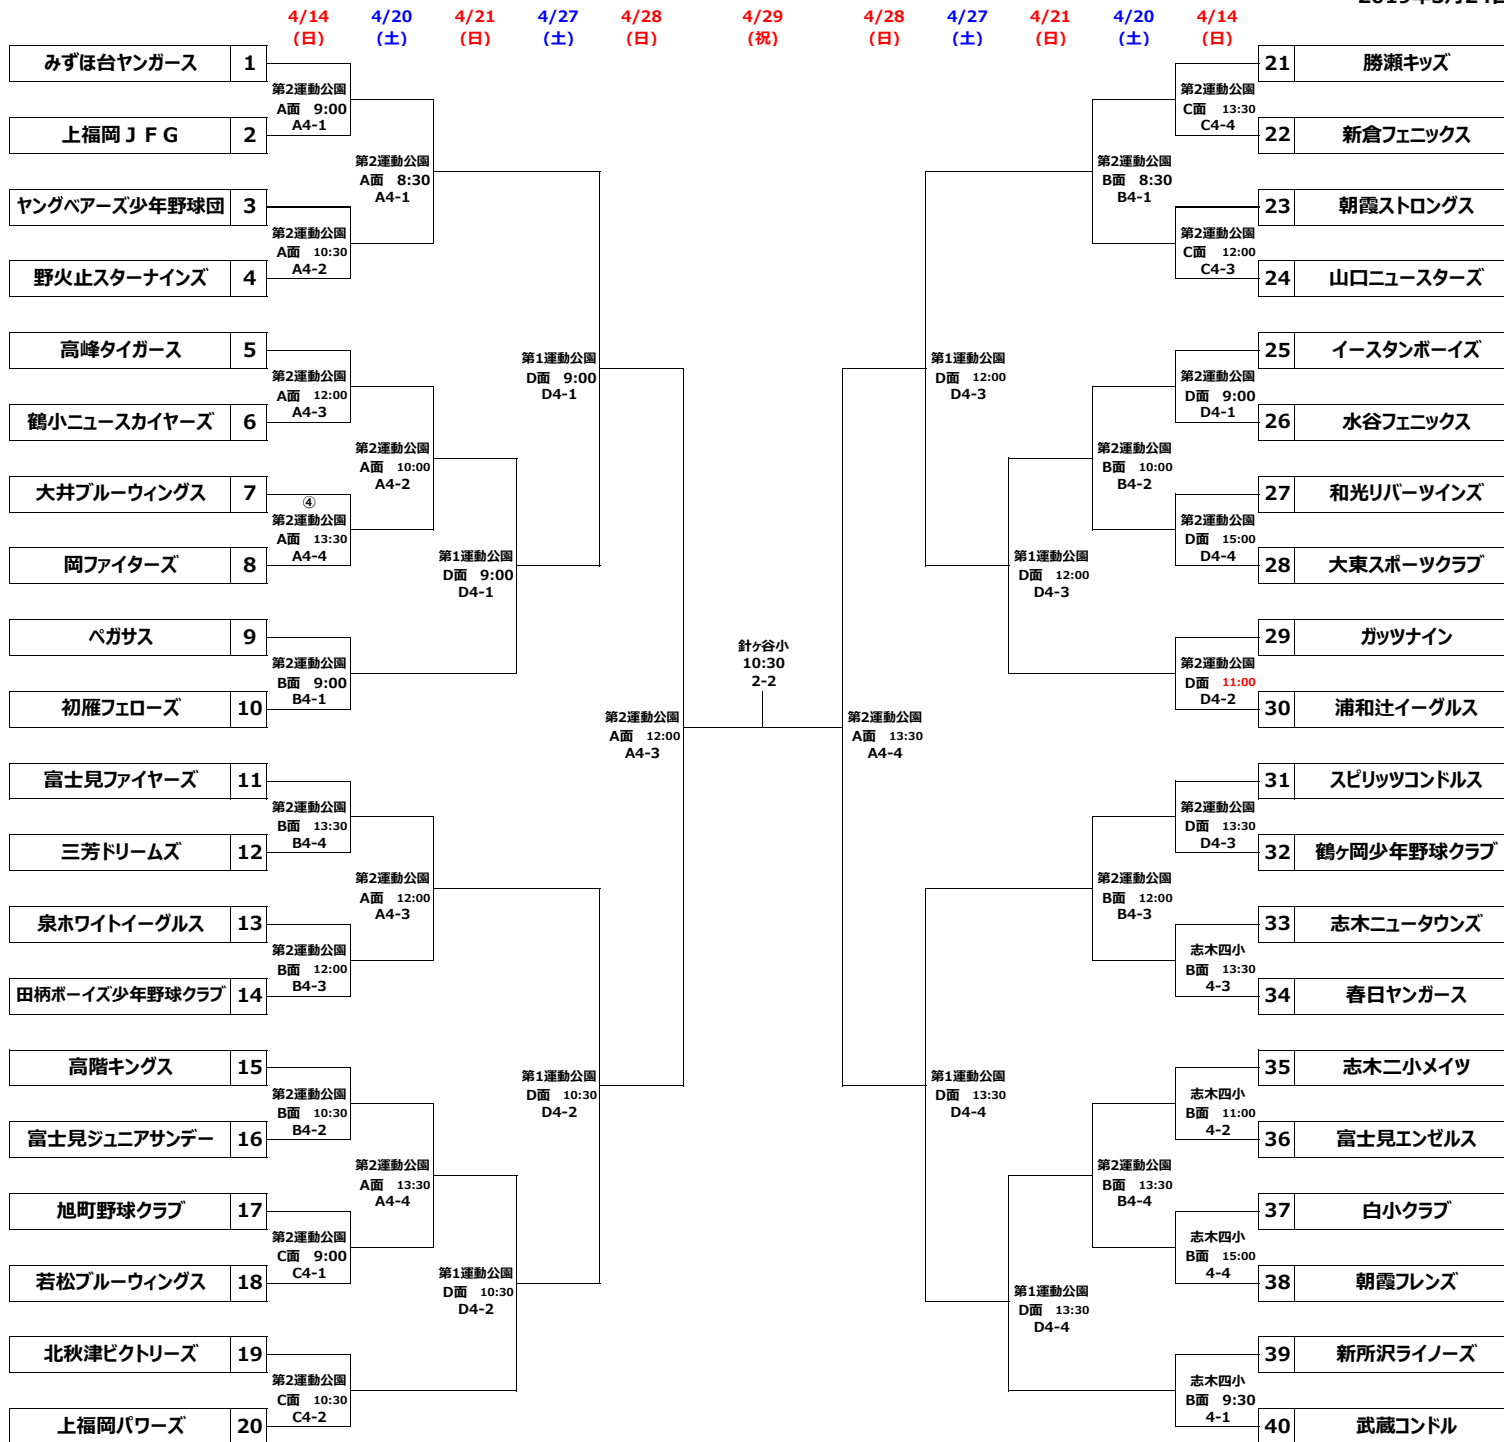 4/14 4/20 4/21 4/27 4/28 4/29 4/28 4/27 4/21 4/20 4/14
(日) (土) (日) (土) (日) (祝) (日) (土) (日) (土) (日)
みずほ台ヤンガース 1
第2運動公園
A面 9:00
A4-1
上福岡ＪＦＧ 2
第2運動公園
A面 8:30
A4-1
ヤングベアーズ少年野球団 3
第2運動公園
A面 10:30
A4-2
野火止スターナインズ 4
第1運動公園
D面 9:00
D4-1
高峰タイガース 5
第2運動公園
A面 12:00
A4-3
鶴小ニュースカイヤーズ 6
第2運動公園
A面 10:00
A4-2
大井ブルーウィングス 7
④
第2運動公園
A面 13:30
A4-4
岡ファイターズ 8
第1運動公園
D面 9:00
D4-1
ペガサス 9
第2運動公園
B面 9:00
B4-1
初雁フェローズ 10
第2運動公園
A面 12:00
A4-3
富士見ファイヤーズ 11
第2運動公園
B面 13:30
B4-4
三芳ドリームズ 12
第2運動公園
A面 12:00
A4-3
泉ホワイトイーグルス 13
第2運動公園
B面 12:00
B4-3
田柄ボーイズ少年野球クラブ 14
第1運動公園
D面 10:30
D4-2
高階キングス 15
第2運動公園
B面 10:30
B4-2
富士見ジュニアサンデー 16
第2運動公園
A面 13:30
A4-4
旭町野球クラブ 17
第2運動公園
C面 9:00
C4-1
若松ブルーウィングス 18
第1運動公園
D面 10:30
D4-2
北秋津ビクトリーズ 19
第2運動公園
C面 10:30
C4-2
上福岡パワーズ 20
針ヶ谷小
10:30
2-2
21 勝瀬キッズ
第2運動公園
C面 13:30
C4-4
22 新倉フェニックス
第2運動公園
B面 8:30
B4-1
23 朝霞ストロングス
第2運動公園
C面 12:00
C4-3
24 山口ニュースターズ
第1運動公園
D面 12:00
D4-3
25 イースタンボーイズ
第2運動公園
D面 9:00
D4-1
26 水谷フェニックス
第2運動公園
B面 10:00
B4-2
27 和光リバーツインズ
第2運動公園
D面 15:00
D4-4
28 大東スポーツクラブ
第1運動公園
D面 12:00
D4-3
29 ガッツナイン
第2運動公園
D面 11:00
D4-2
30 浦和辻イーグルス
第2運動公園
A面 13:30
A4-4
31 スピリッツコンドルス
第2運動公園
D面 13:30
D4-3
32 鶴ヶ岡少年野球クラブ
第2運動公園
B面 12:00
B4-3
33 志木ニュータウンズ
志木四小
B面 13:30
4-3
34 春日ヤンガース
第1運動公園
D面 13:30
D4-4
35 志木二小メイツ
志木四小
B面 11:00
4-2
36 富士見エンゼルス
第2運動公園
B面 13:30
B4-4
37 白小クラブ
志木四小
B面 15:00
4-4
38 朝霞フレンズ
第1運動公園
D面 13:30
D4-4
39 新所沢ライノーズ
志木四小
B面 9:30
4-1
40 武蔵コンドル